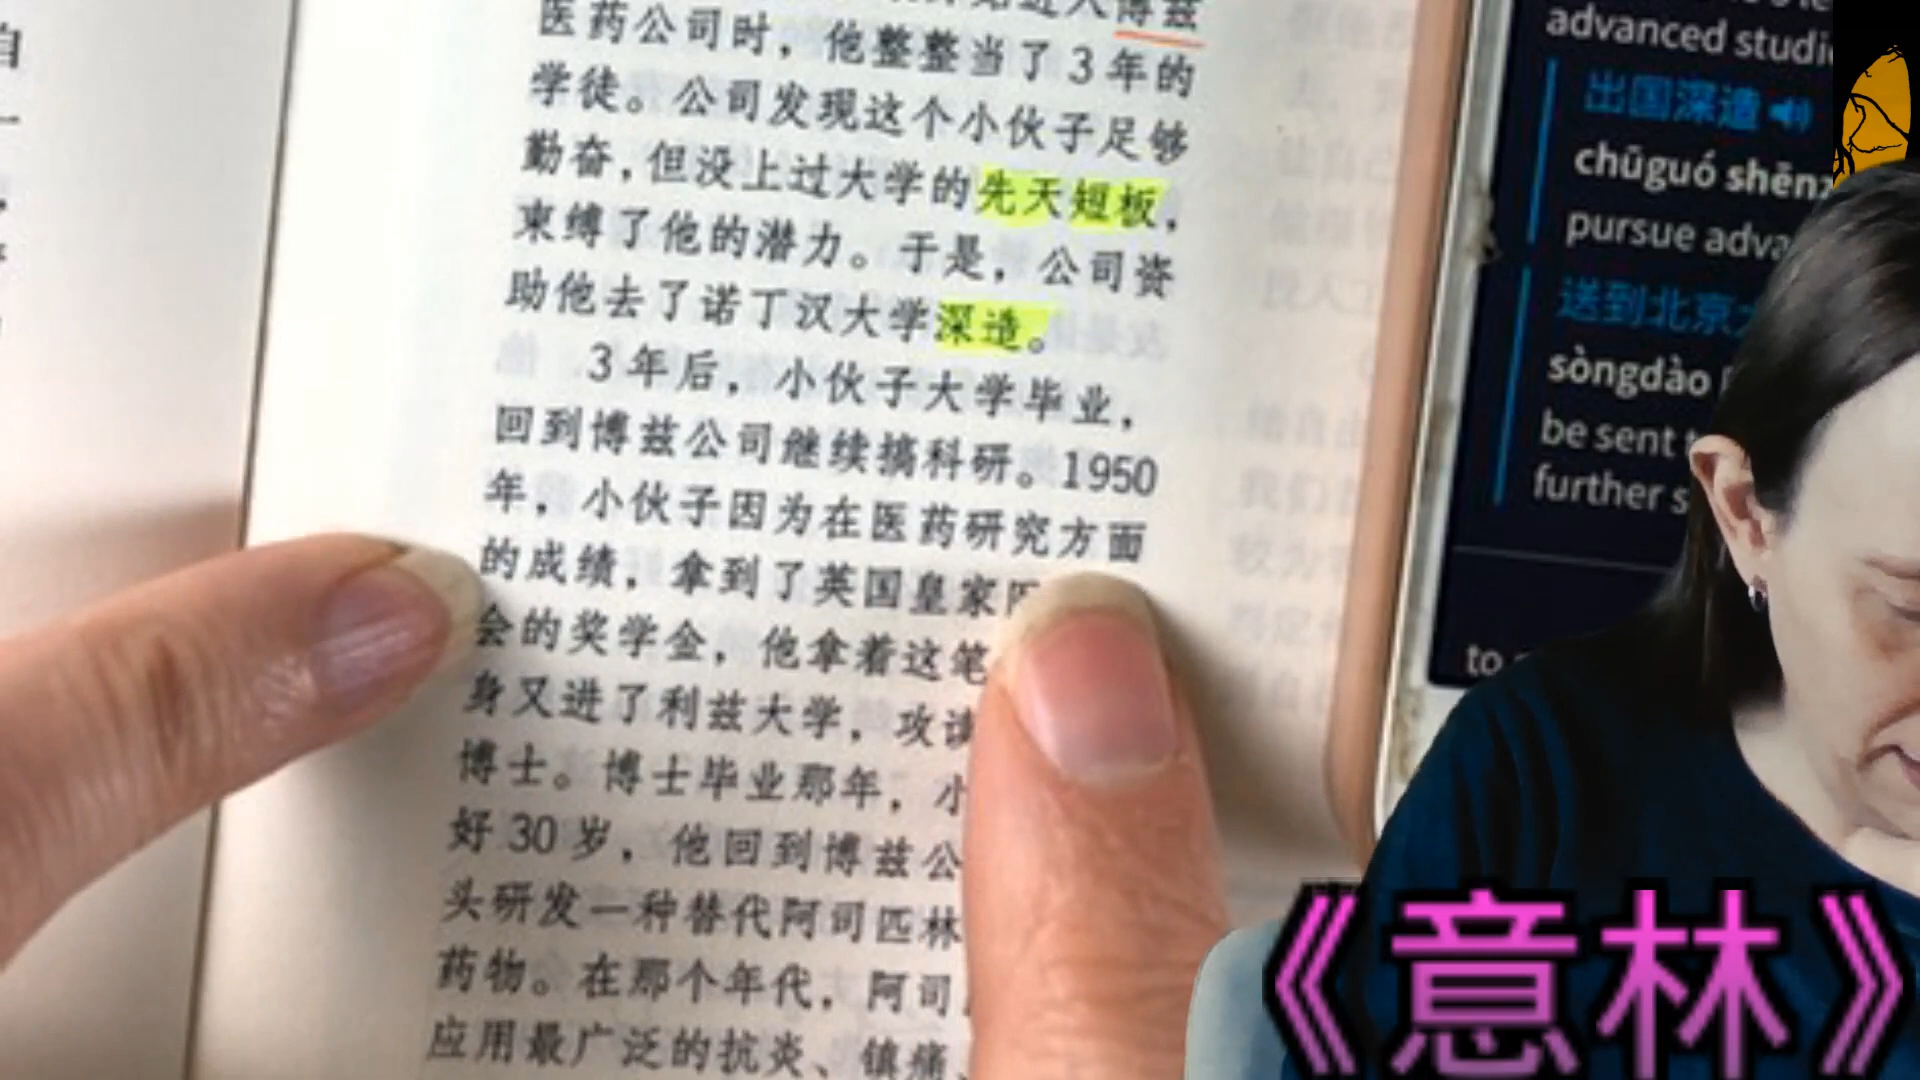 自
博兹
医药公司时，他整整当了3年的
学徒。公司发现这个小伙子足够
勤奋，但没上过大学的先天短板，
束缚了他的潜力。于是，公司资
助他去了诺丁汉大学深造。
3年后，小伙子大学毕业，
回到博兹公司继续搞科研。1950
年，小伙子因为在医药研究方面
的成绩，拿到了英国皇家
会的奖学金，他拿着这笔
身又进了利兹大学，攻读
博士。博士毕业那年，小
好30岁，他回到博兹公
头研发一种替代阿司匹林
药物。在那个年代，阿司
应用最广泛的抗炎、镇痛、
advanced
出国深造
chūguó
pursue
送到北京
sòngdào
be sent
further
to
《意林》